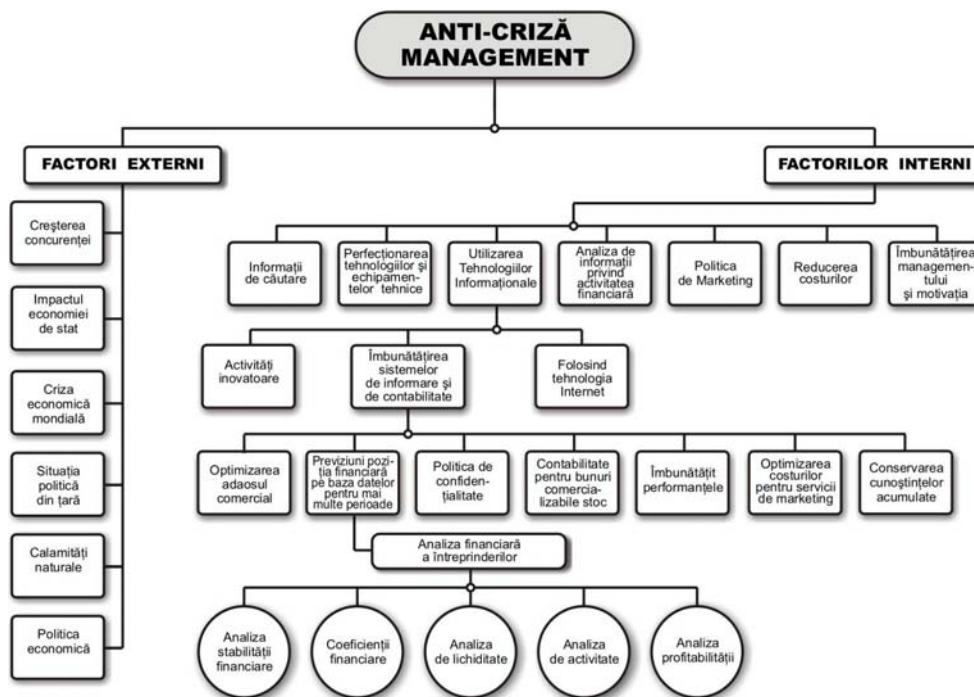 ANTI-CRIZĂ
MANAGEMENT
FACTORI EXTERNI
FACTORILOR INTERNI
Creşterea
concurenţei
Impactul
economiei
de stat
Criza
economică
mondială
Situaţia
politică
din ţară
Calamităţi
naturale
Politica
economică
Informaţii
de căutare
Perfecţionarea
tehnologiilor şi
echipamen-
telor tehnice
Utilizarea
Tehnologiilor
Informaţionale
Analiza de
informaţii
privind
activitatea
financiară
Politica
de Marketing
Reducerea
costurilor
Îmbunătăţirea
managemen-
tului
şi motivaţia
Activităţi
inovatoare
Îmbunătăţirea
sistemelor
de informare şi
de contabilitate
Folosind
tehnologia
Internet
Optimizarea
adaosul
comercial
Previziuni pozi-
ţia financiară
pe baza datelor
pentru mai
multe perioade
Politica de
confiden-
ţialitate
Contabilitate
pentru bunuri
comercia-
lizabile stoc
Îmbunătăţit
performanţele
Optimizarea
costurilor
pentru servicii
de marketing
Conservarea
cunoştinţelor
acumulate
Analiza financiară
a întreprinderilor
Analiza
stabilităţii
financiare
Coeficienţii
financiare
Analiza
de lichiditate
Analiza
de activitate
Analiza
profitabilităţii